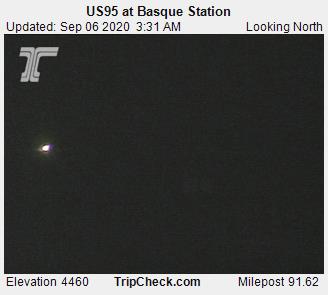 US95 at Basque Station
Updated: Sep 06 2020 3:31 AM Looking North
Elevation 4460 TripCheck.com Milepost 91.62